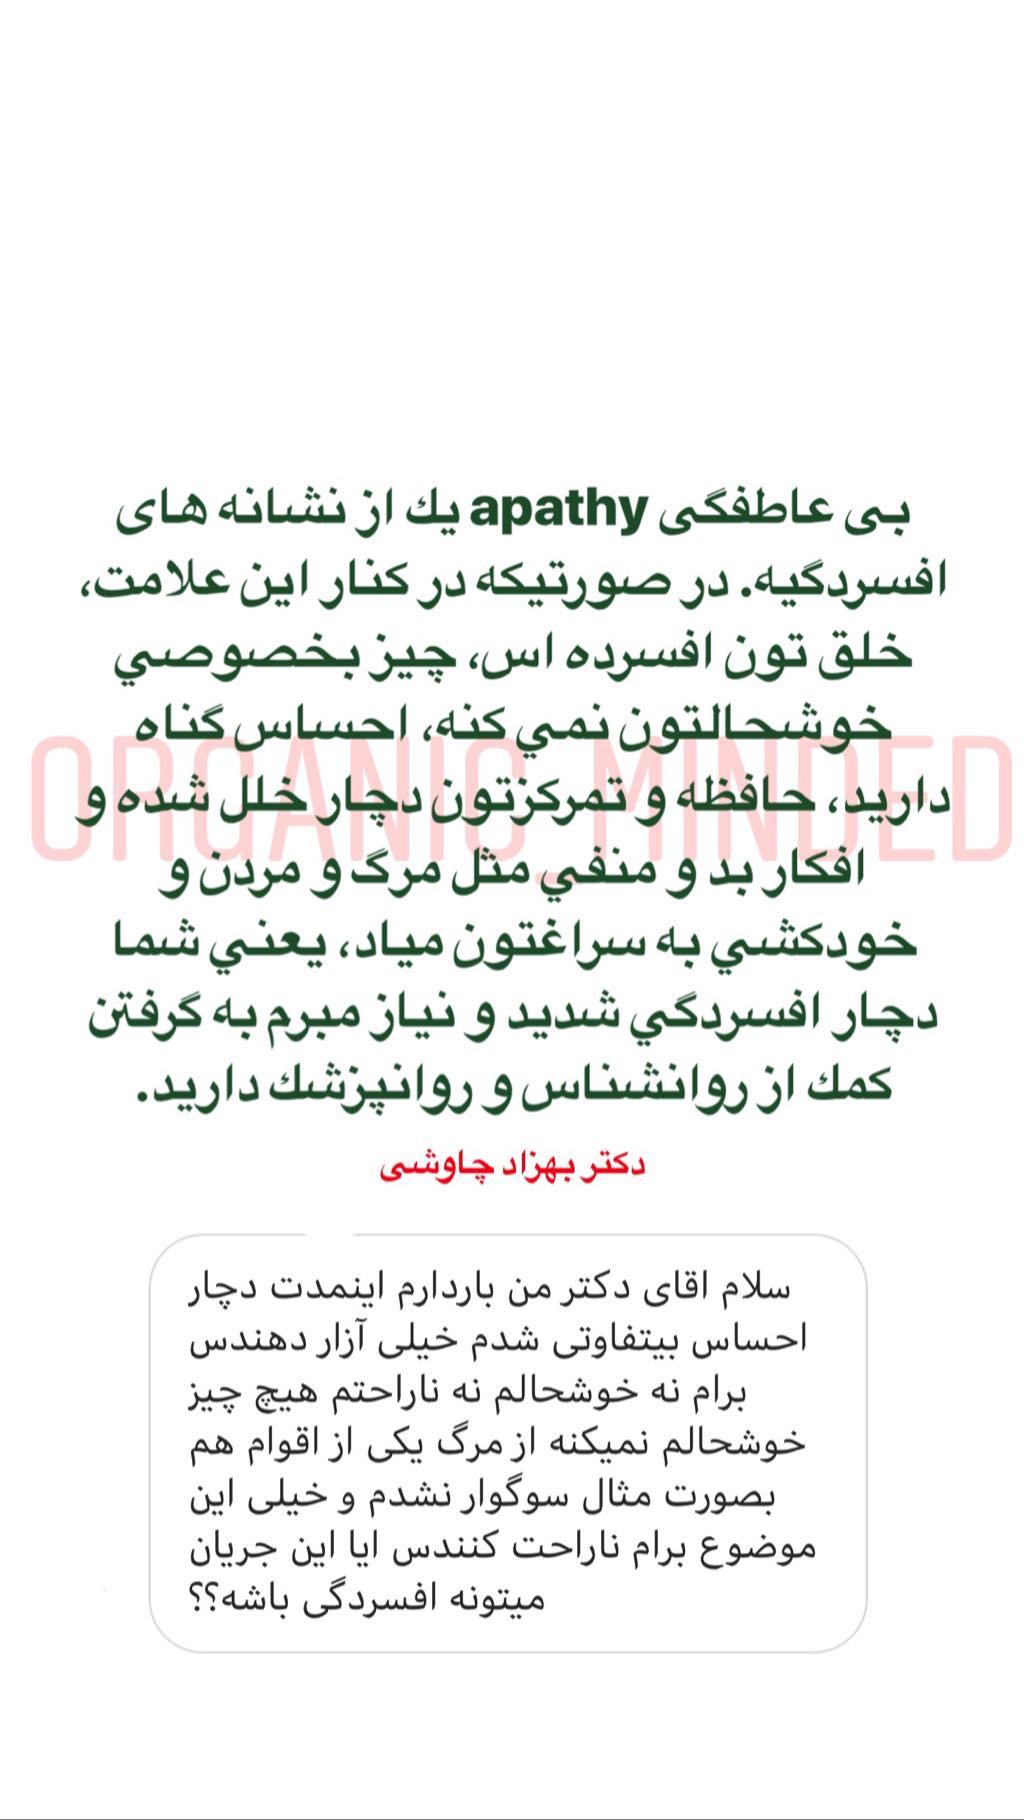 بی عاطفگی apathy يك از نشانه های
افسردگیه. در صورتیکه در کنار این علامت،
خلق تون افسرده اس، چیز بخصوصي
خوشحالتون نمي کنه، احساس گناه
دارید، حافظه و تمرکزتون دچار خلل شده و
ORGANIC_MINDED
افکار بد و منفي مثل مرگ و مردن و
خودکشي به سراغتون میاد، یعني شما
دچار افسردگي شدید و نیاز مبرم به گرفتن
كمك از روانشناس و روانپزشك دارید.
دکتر بهزاد چاوشی
سلام اقای دکتر من باردارم اینمدت دچار
احساس بیتفاوتی شدم خیلی آزار دهندس
برام نه خوشحالم نه ناراحتم هیچ چیز
خوشحالم نمیکنه از مرگ یکی از اقوام هم
بصورت مثال سوگوار نشدم و خیلی این
موضوع برام ناراحت کنندس ایا این جریان
میتونه افسردگی باشه؟؟